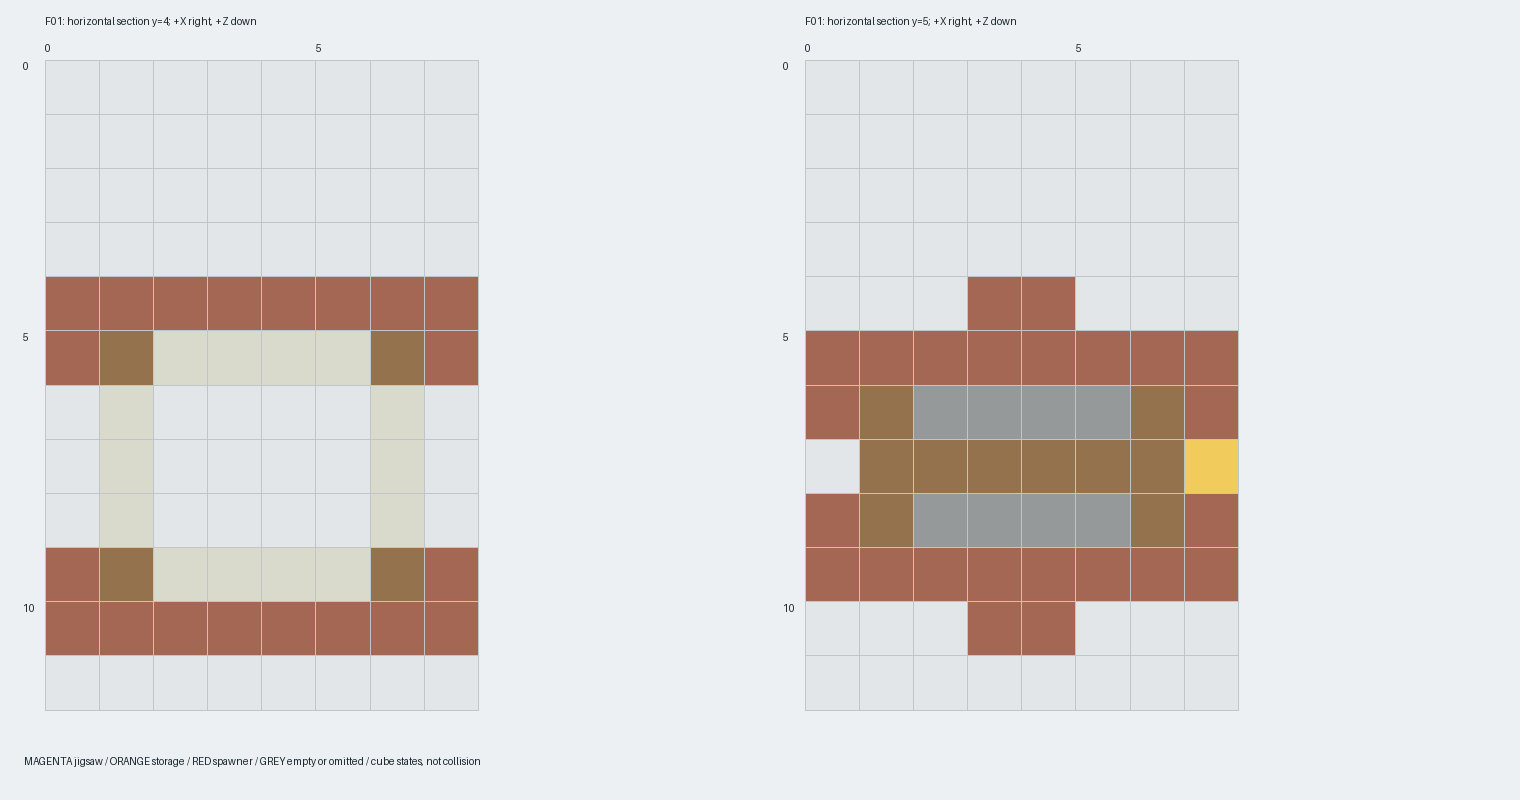 F01: horizontal section y=4; +X right, +Z down
F01: horizontal section y=5; +X right, +Z down
0 5
0 5
0
5
10
0
5
10
MAGENTA jigsaw / ORANGE storage / RED spawner / GREY empty or omitted / cube states, not collision